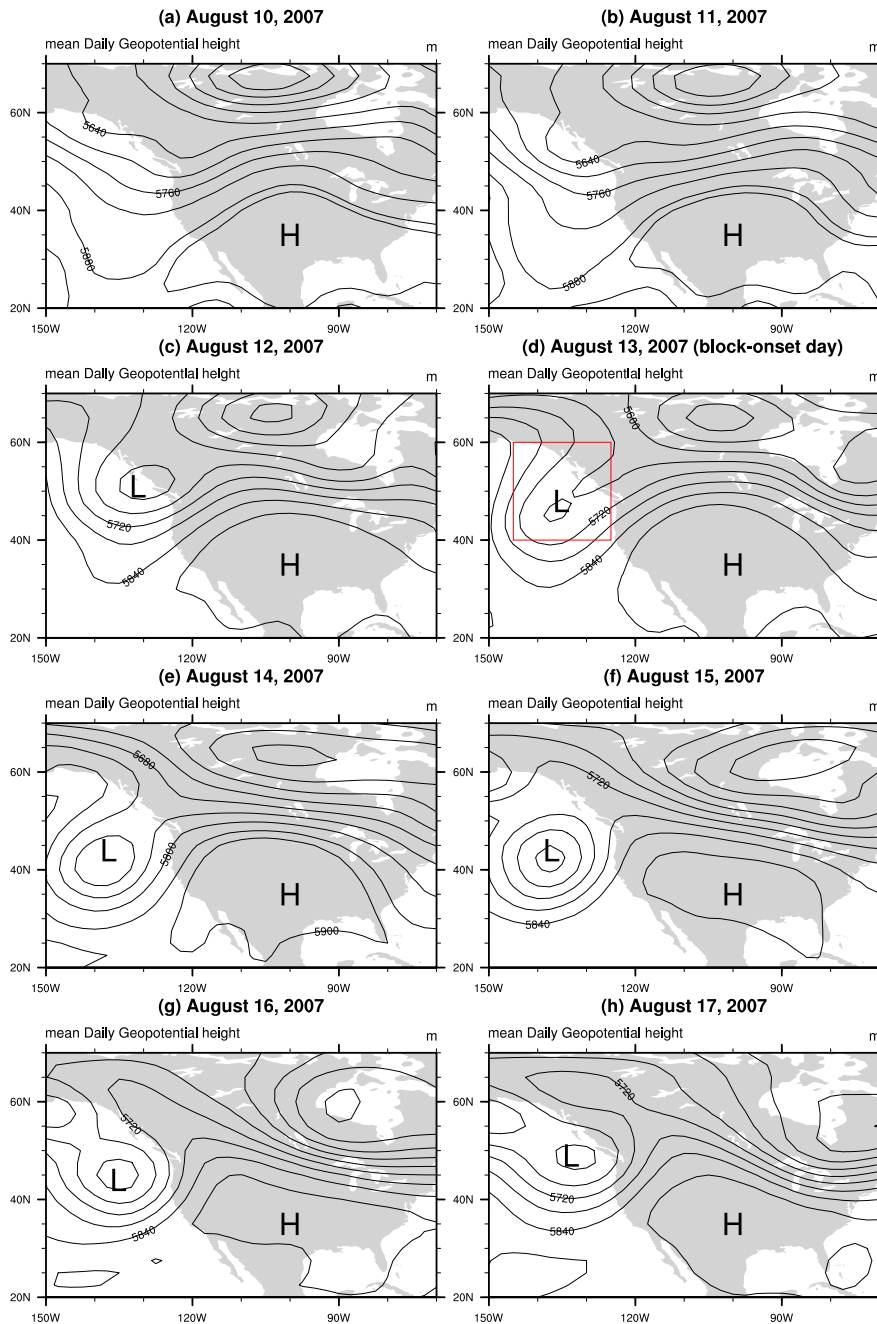 (a) August 10, 2007
mean Daily Geopotential height m
5640
5760
5880
H
60N
40N
20N
150W 120W 90W
(b) August 11, 2007
mean Daily Geopotential height m
5640
5760
5880
H
60N
40N
20N
150W 120W 90W
(c) August 12, 2007
mean Daily Geopotential height m
L
5720
5840
H
60N
40N
20N
150W 120W 90W
(d) August 13, 2007 (block-onset day)
mean Daily Geopotential height m
5600
L
5720
5840
H
60N
40N
20N
150W 120W 90W
(e) August 14, 2007
mean Daily Geopotential height m
5680
L
5800
H
5900
60N
40N
20N
150W 120W 90W
(f) August 15, 2007
mean Daily Geopotential height m
5720
L
H
5840
60N
40N
20N
150W 120W 90W
(g) August 16, 2007
mean Daily Geopotential height m
5720
L
5840
H
60N
40N
20N
150W 120W 90W
(h) August 17, 2007
mean Daily Geopotential height m
5720
L
5720
5840
H
60N
40N
20N
150W 120W 90W